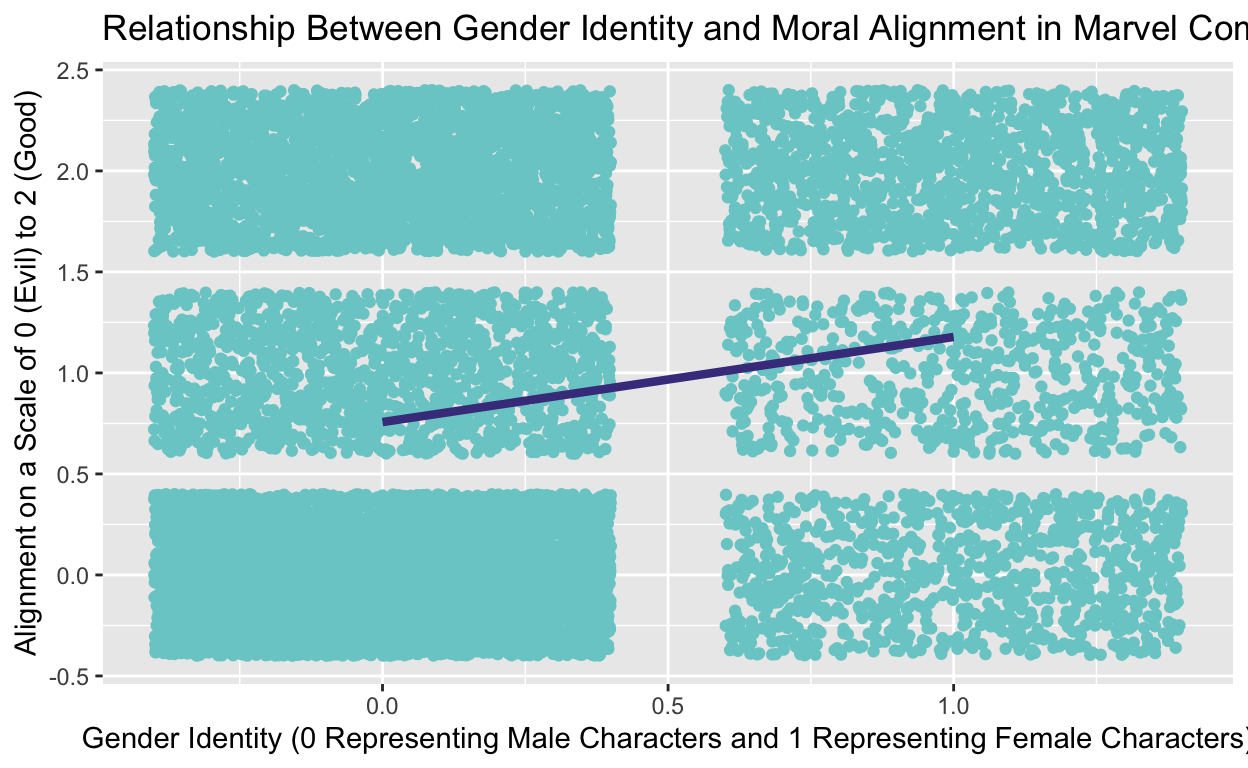 Relationship Between Gender Identity and Moral Alignment in Marvel Com
Alignment on a Scale of 0 (Evil) to 2 (Good)
2.5
2.0
1.5
1.0
0.5
0.0
-0.5
0.0 0.5 1.0
Gender Identity (0 Representing Male Characters and 1 Representing Female Characters)